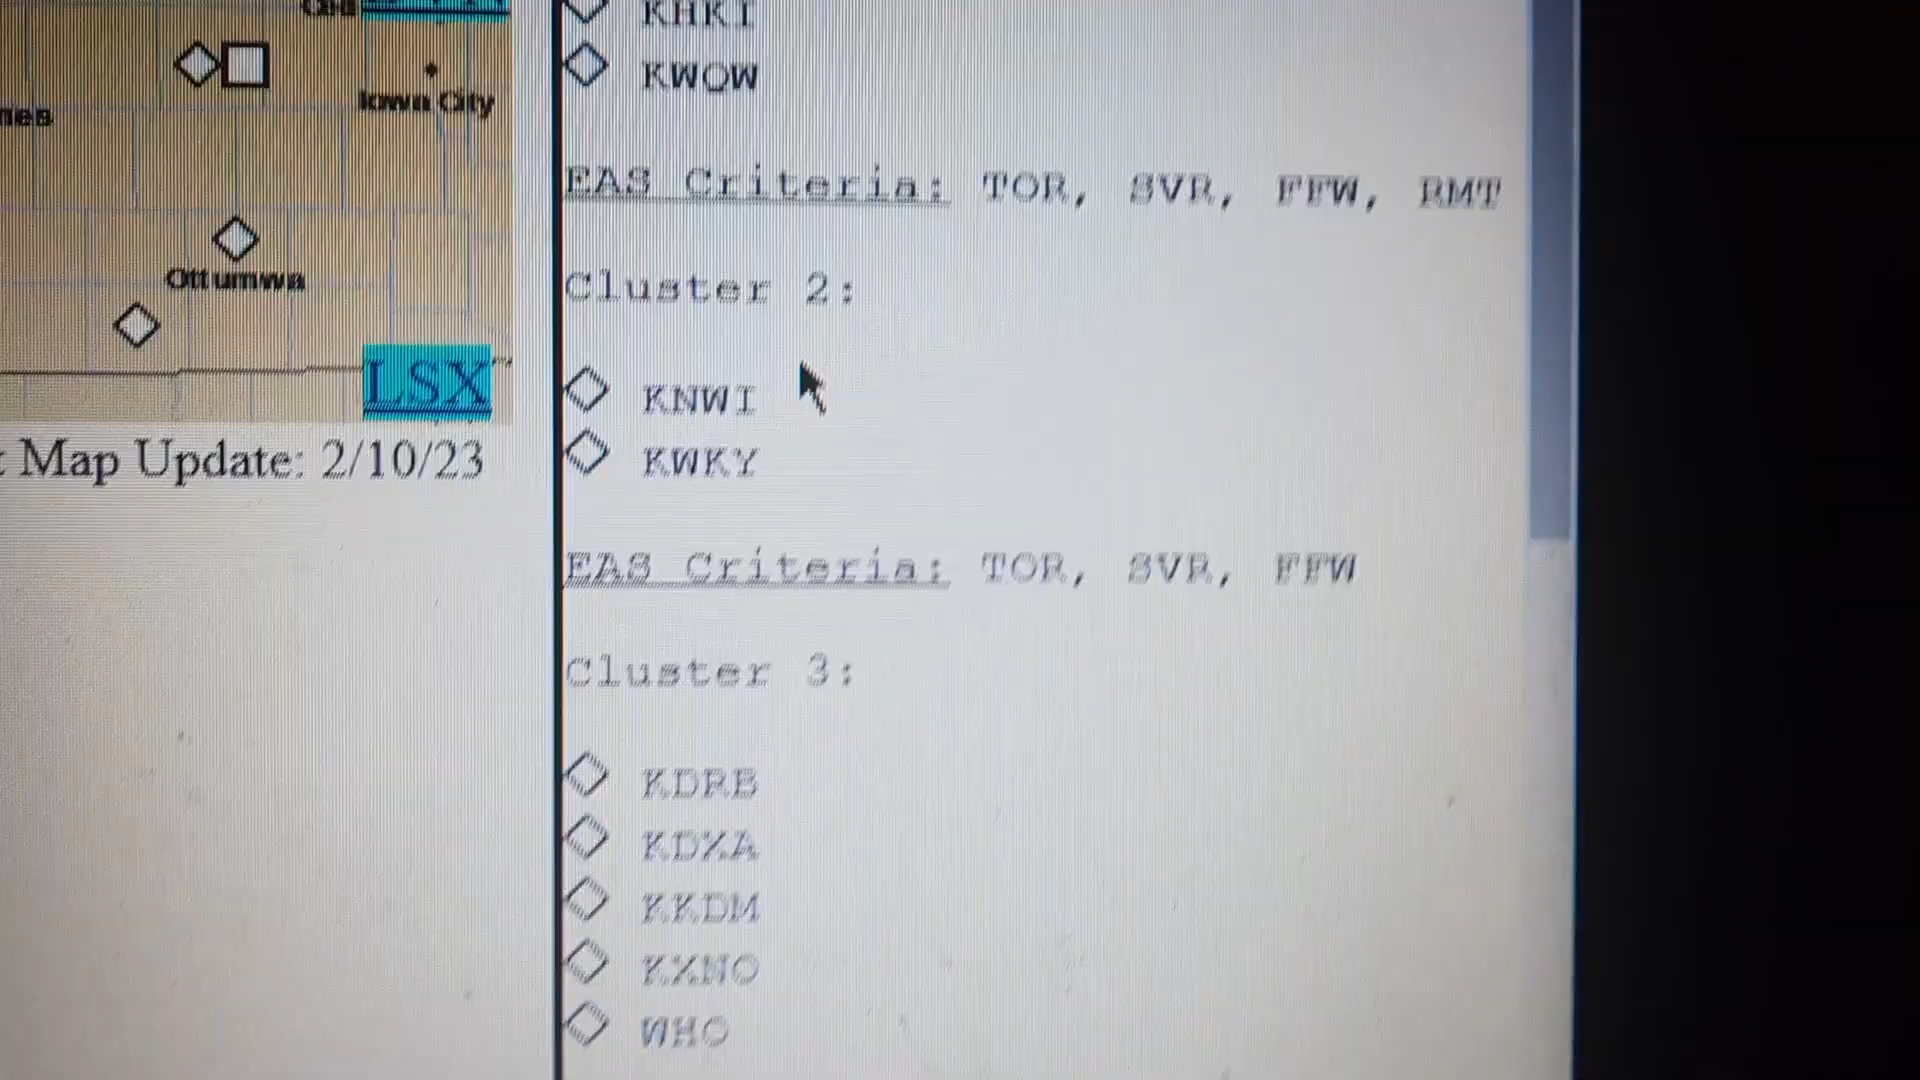 Iowa City
Ottumwa
LSX
Map Update: 2/10/23
KHKI
KWQW
EAS Criteria: TOR, SVR, FFW, RMT
Cluster 2:
KNWI
KWKY
EAS Criteria: TOR, SVR, FFW
Cluster 3:
KDRB
KDXA
KKDM
KXNO
WHO